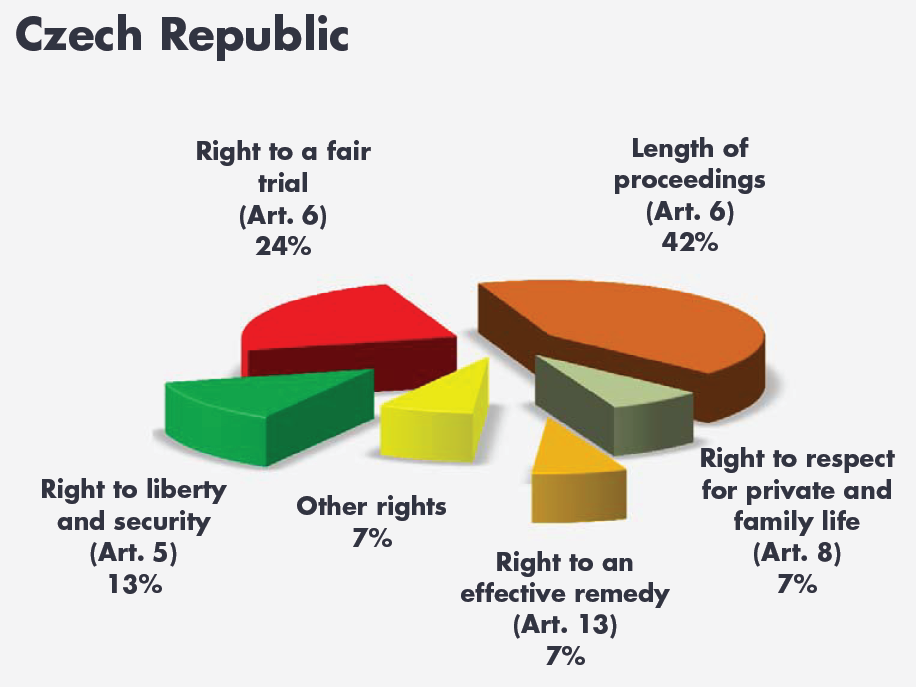 Czech Republic
Right to a fair
trial
(Art. 6)
24%
Length of
proceedings
(Art. 6)
42%
Right to liberty
and security
(Art. 5)
13%
Other rights
7%
Right to an
effective remedy
(Art. 13)
7%
Right to respect
for private and
family life
(Art. 8)
7%